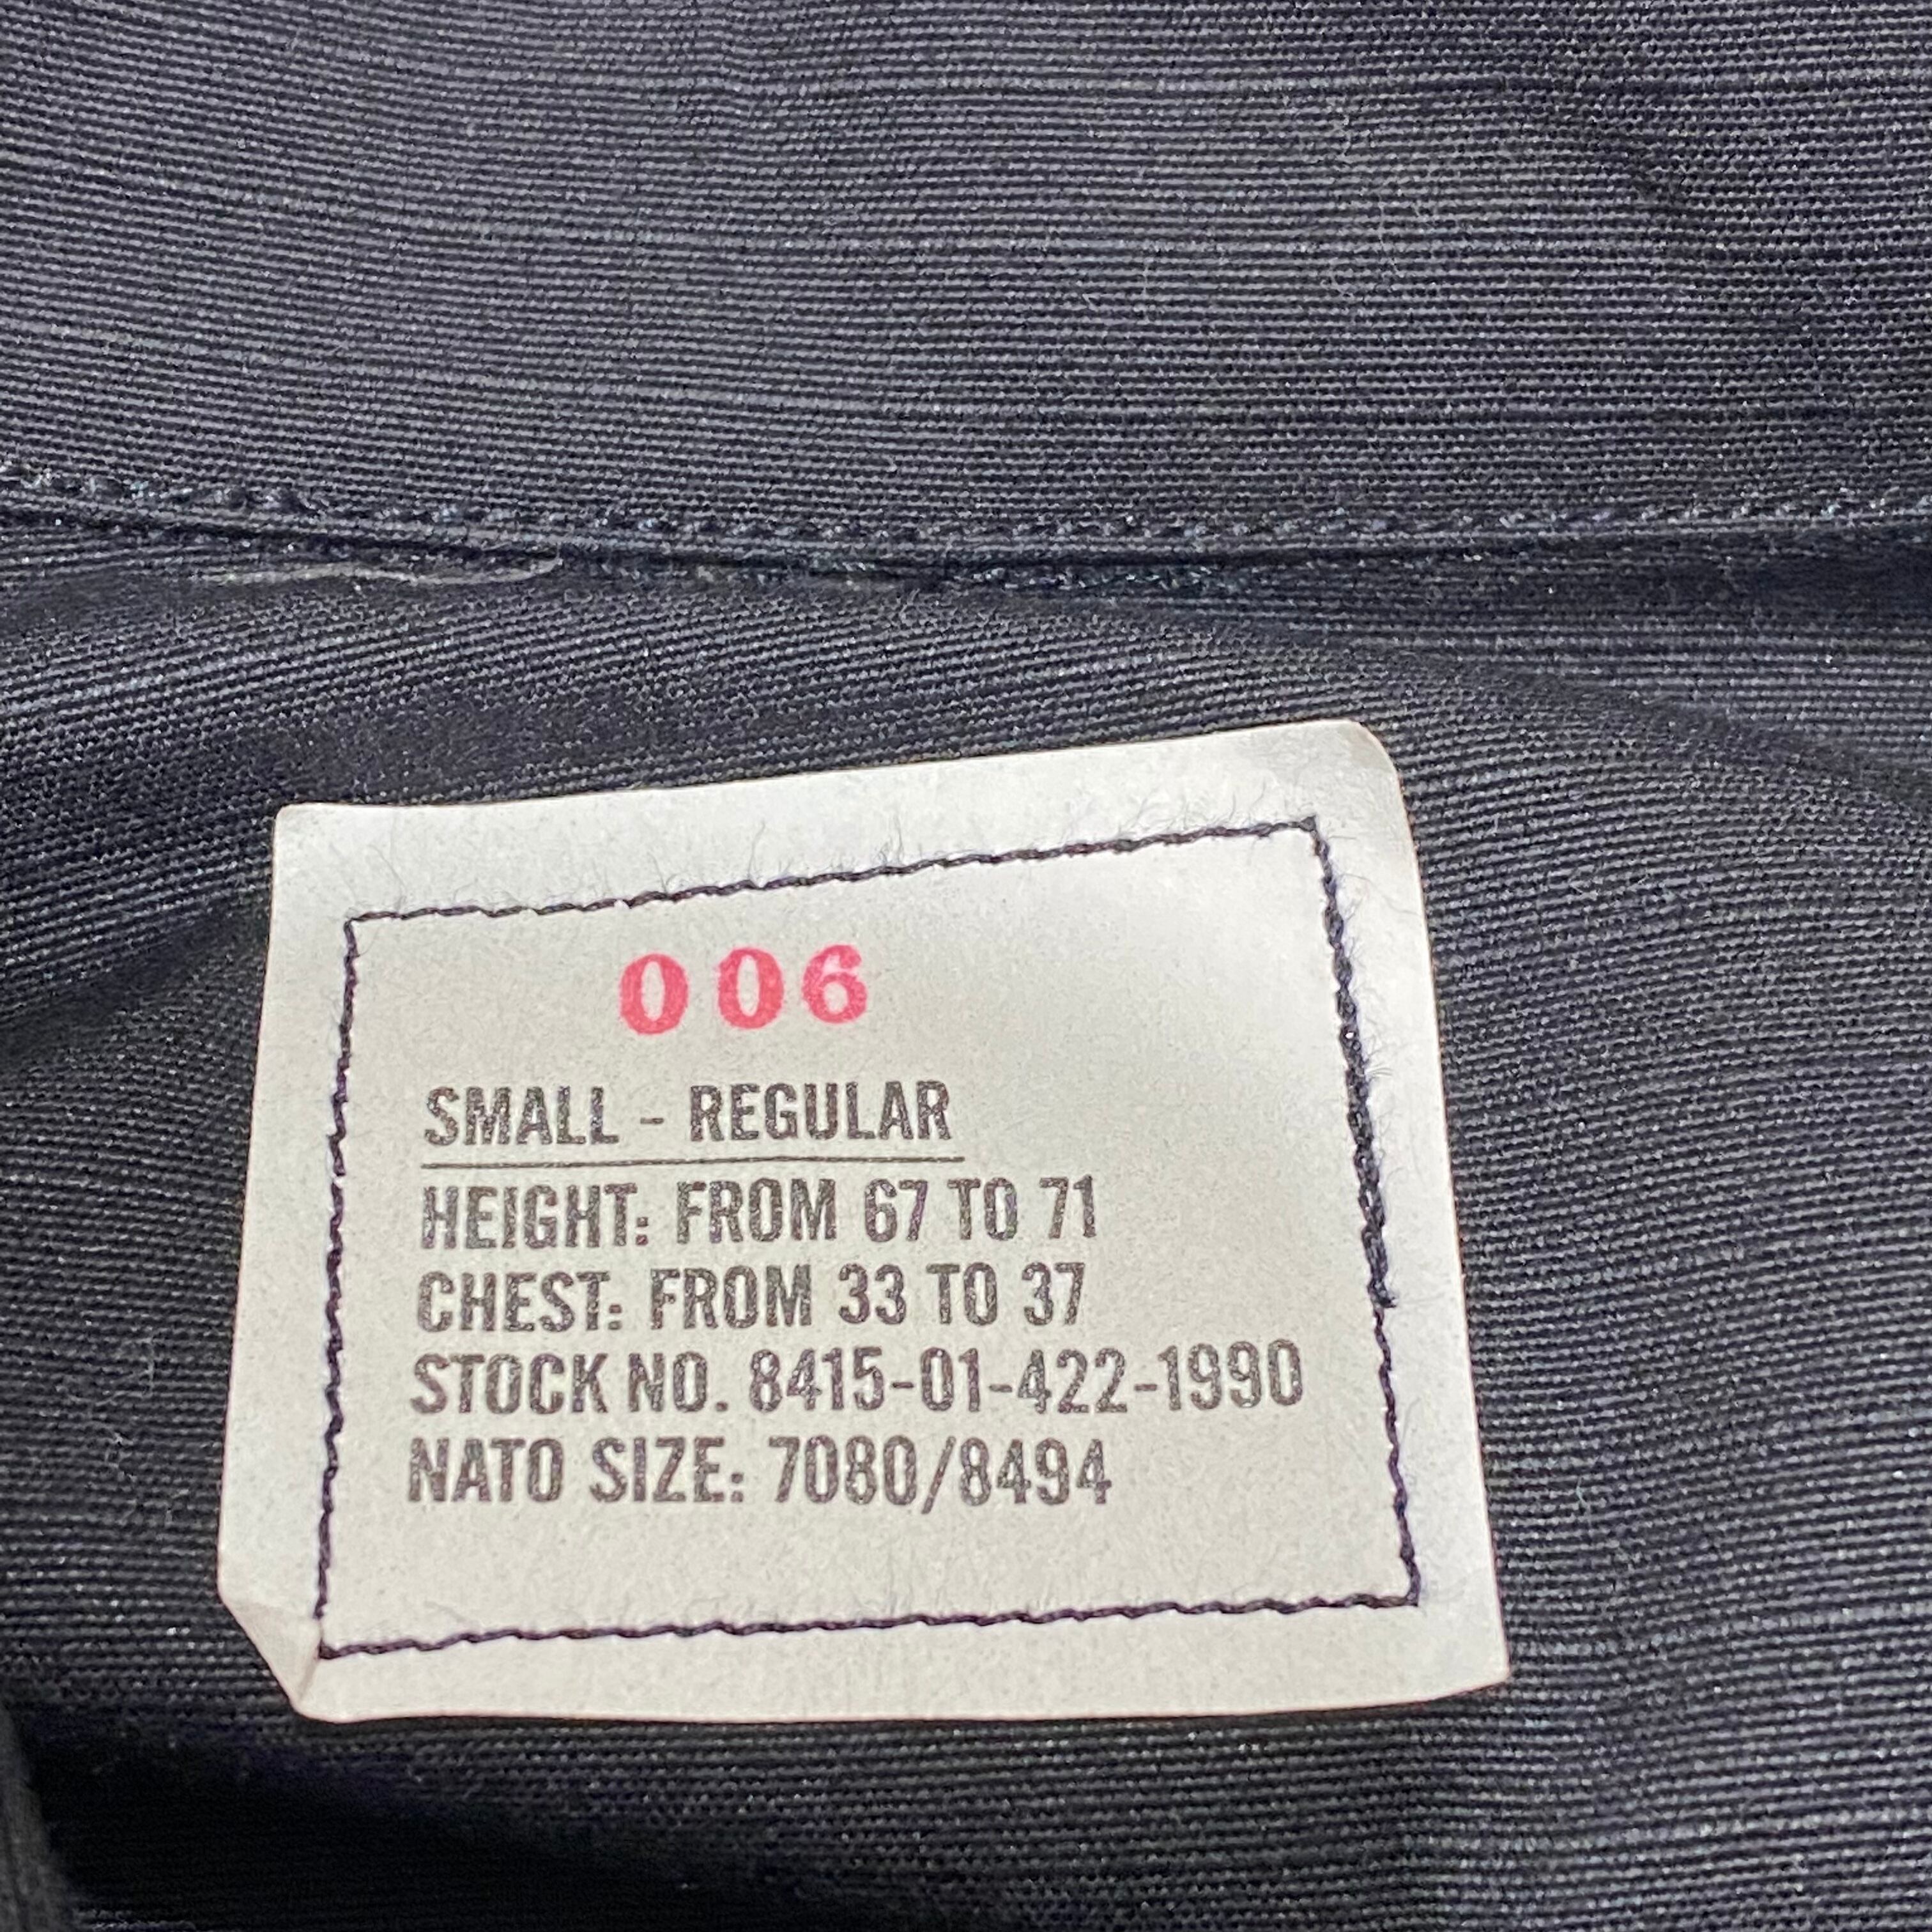 006
SMALL - REGULAR
HEIGHT: FROM 67 TO 71
CHEST: FROM 33 TO 37
STOCK NO. 8415-01-422-1990
NATO SIZE: 7080/8494